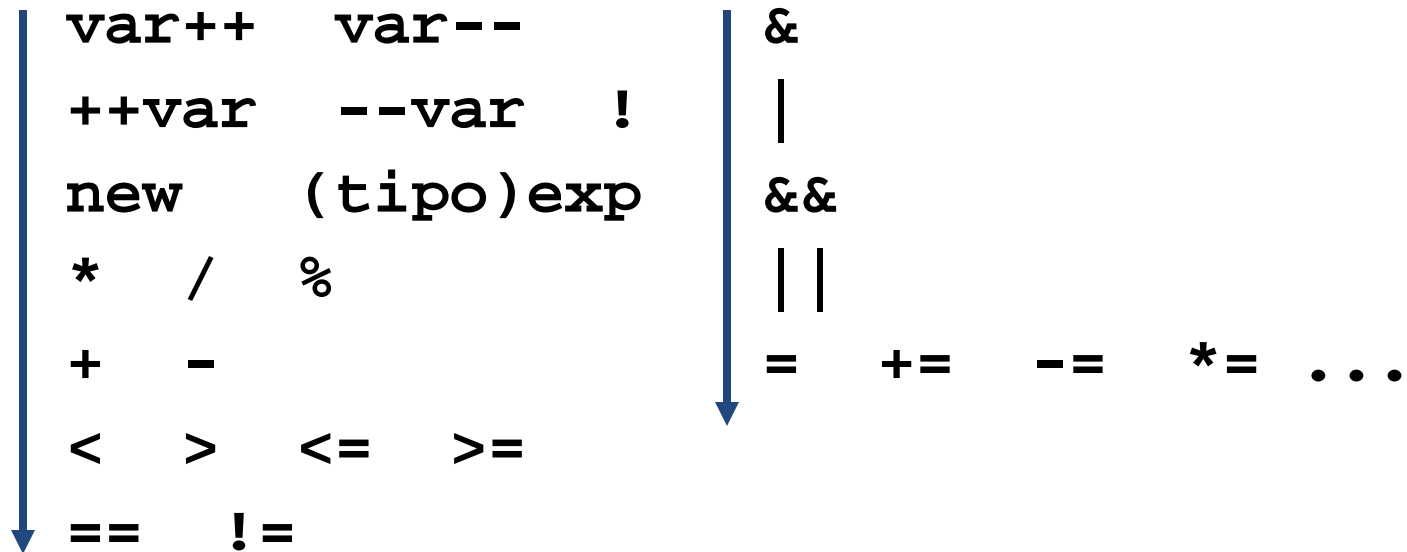 var++ var--
++var --var !
new (tipo)exp
* / %
+ -
< > <= >=
== !=
&
|
&&
||
= += -= *= ...